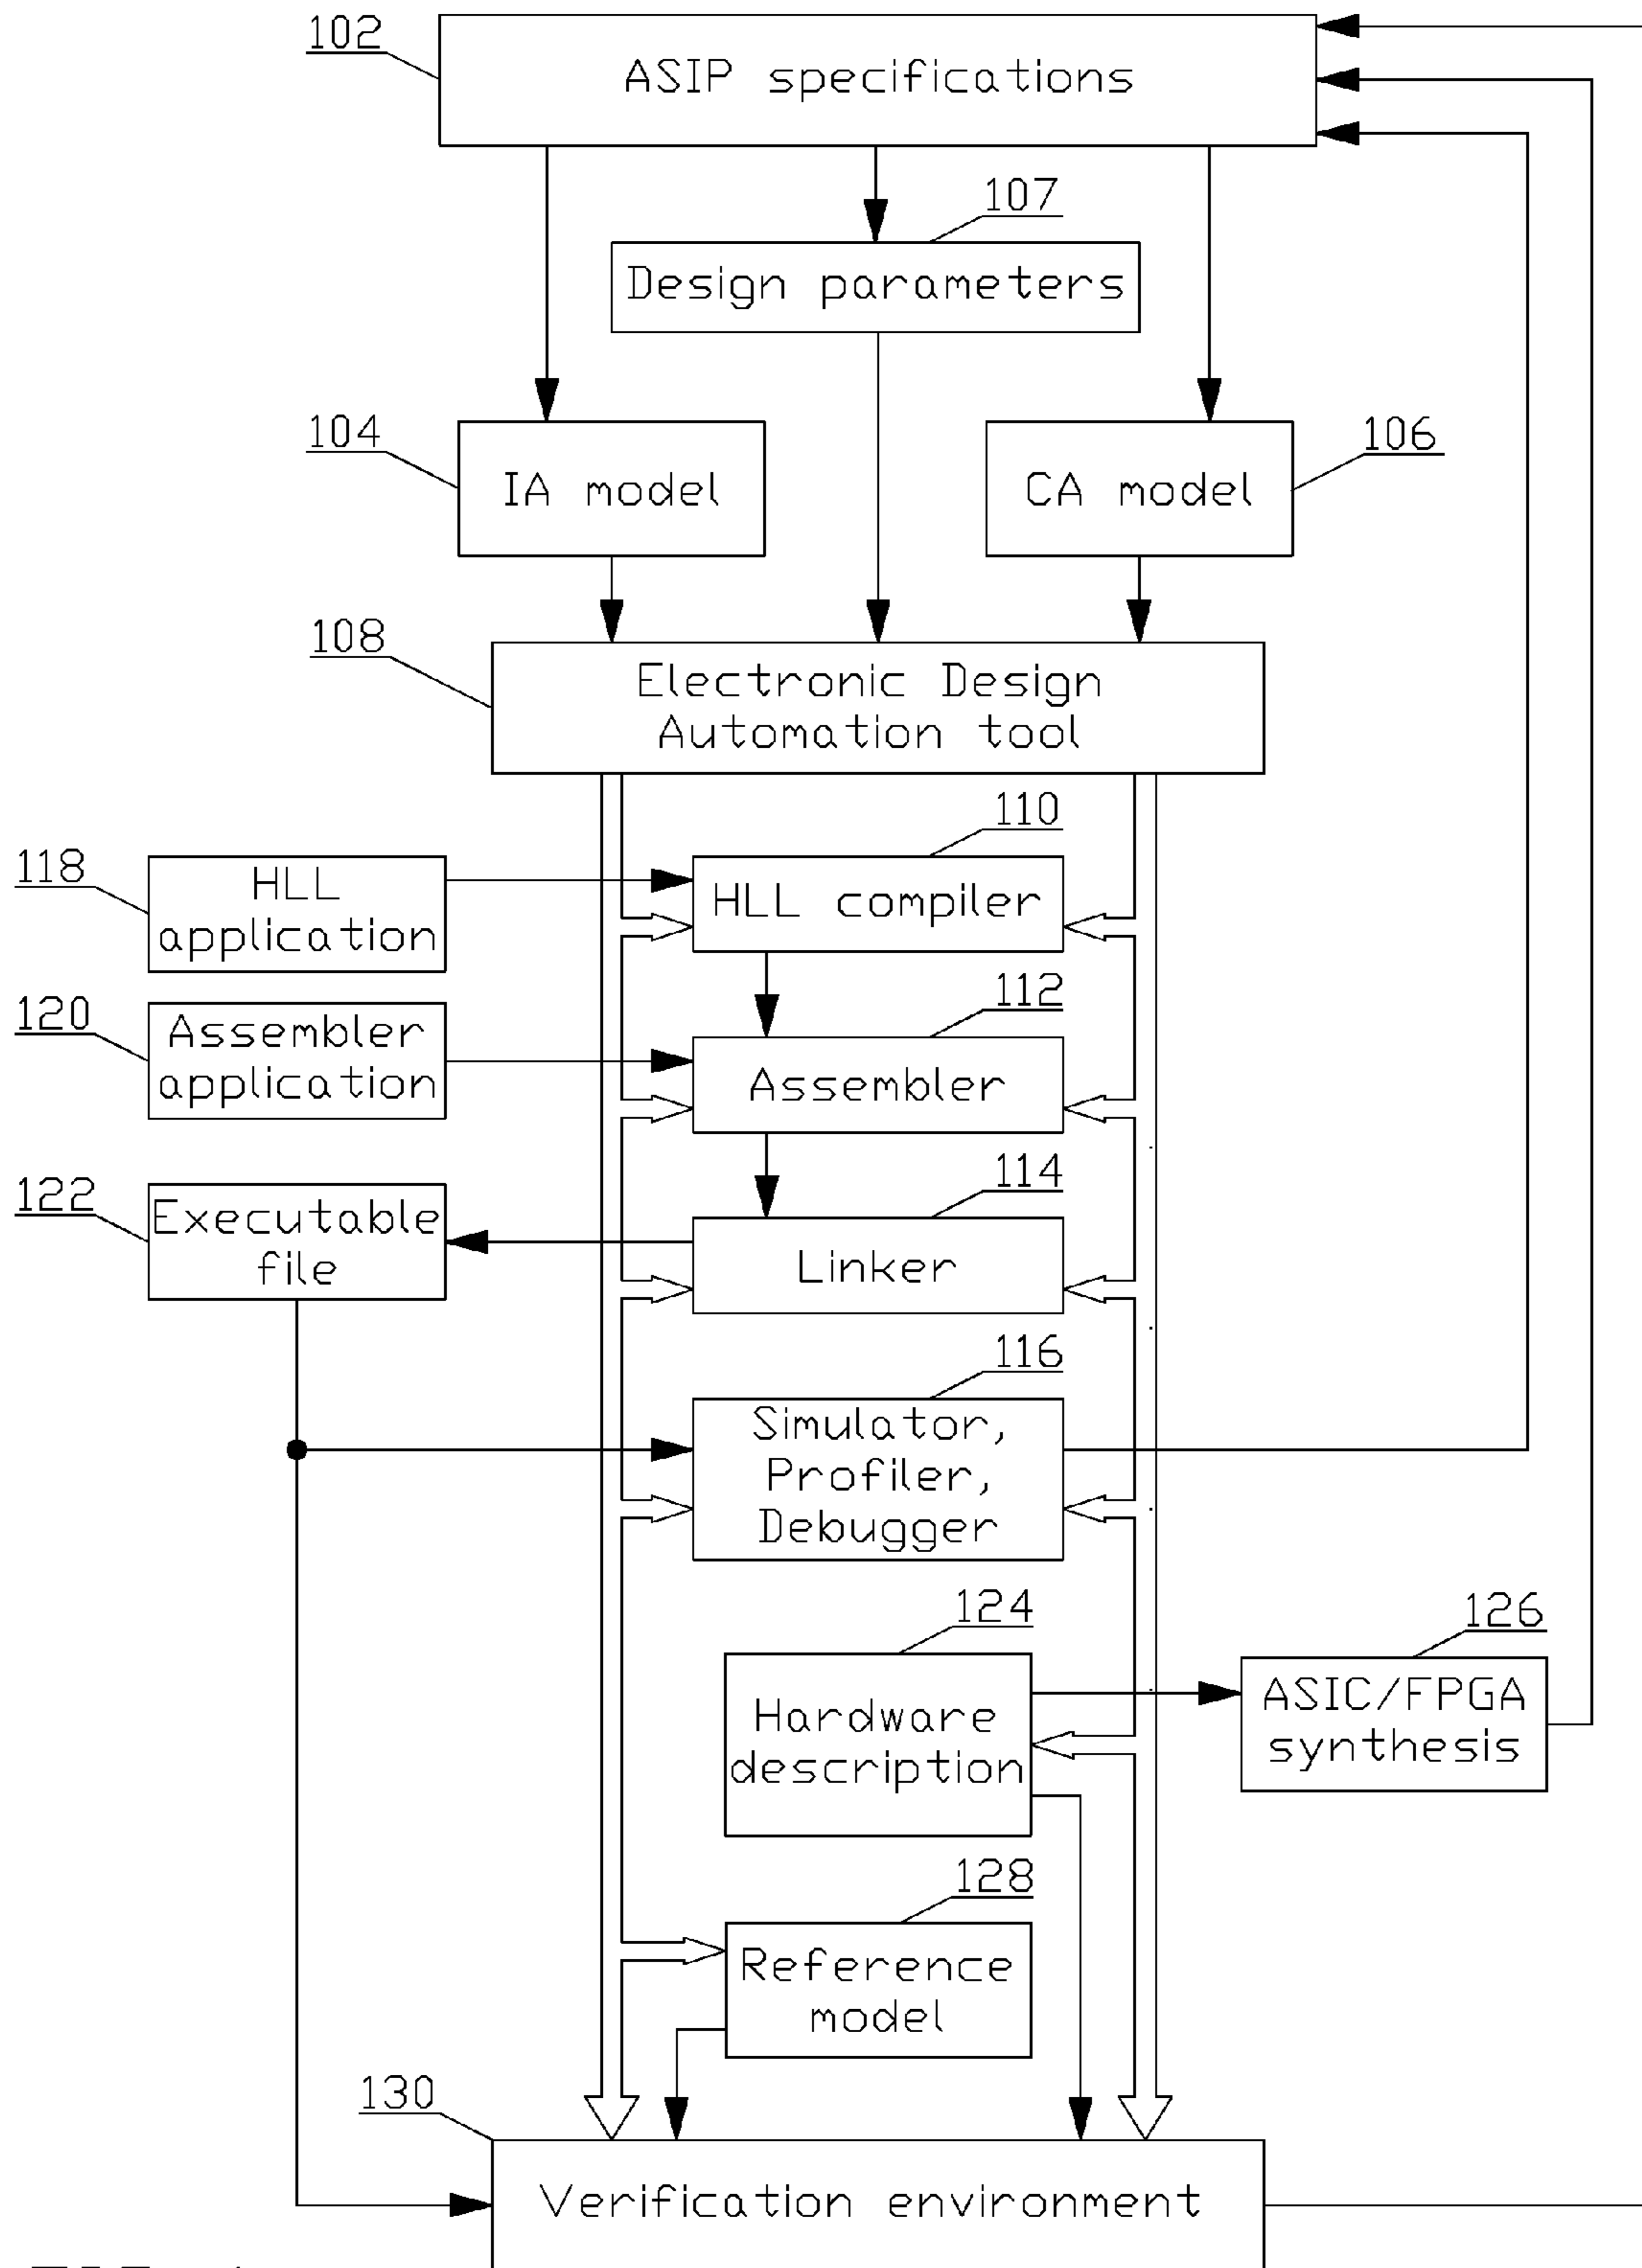 102
ASIP specifications
107
Design parameters
104
IA model
106
CA model
108
Electronic Design
Automation tool
110
118
HLL
application
HLL compiler
112
120
Assembler
application
Assembler
114
122
Executable
file
Linker
116
Simulator,
Profiler,
Debugger
124
126
Hardware
description
ASIC/FPGA
synthesis
128
Reference
model
130
Verification environment